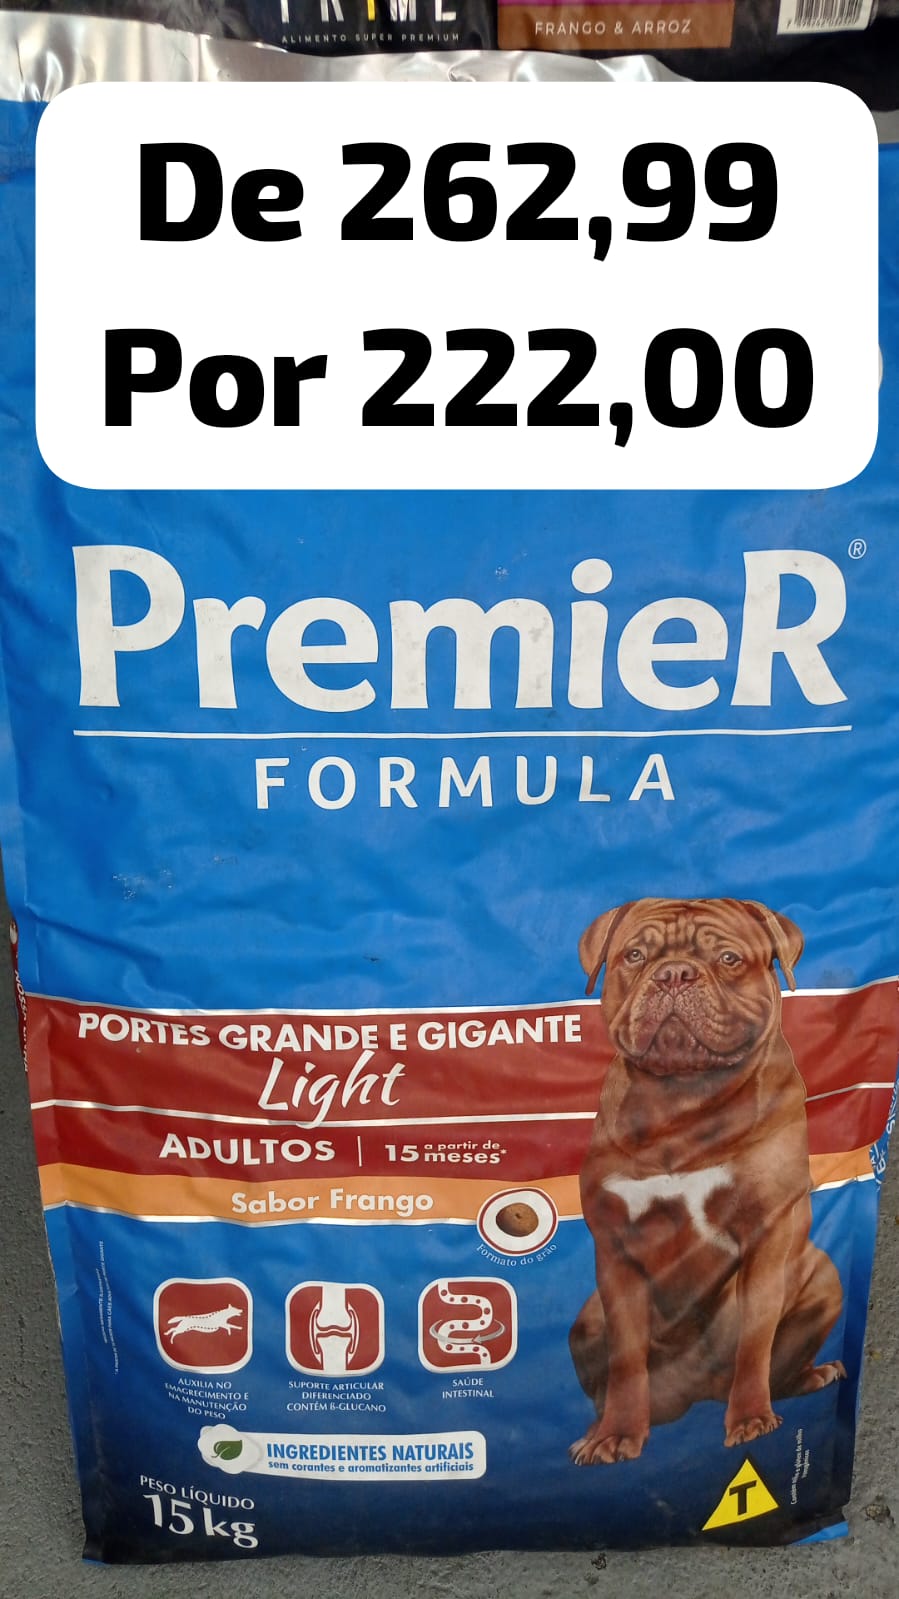 PRIME
ALIMENTO SUPER PREMIUM
FRANGO & ARROZ
De 262,99
Por 222,00
PremieR®
FORMULA
PORTES GRANDE E GIGANTE
Light
ADULTOS | 15 a partir de meses*
Sabor Frango
Formato do grão
AUXILIA NO
EMAGRECIMENTO E
NA MANUTENÇÃO
DO PESO
SUPORTE ARTICULAR
DIFERENCIADO
CONTÉM ß-GLUCANO
SAÚDE
INTESTINAL
INGREDIENTES NATURAIS
sem corantes e aromatizantes artificiais
PESO LÍQUIDO
15 kg
T